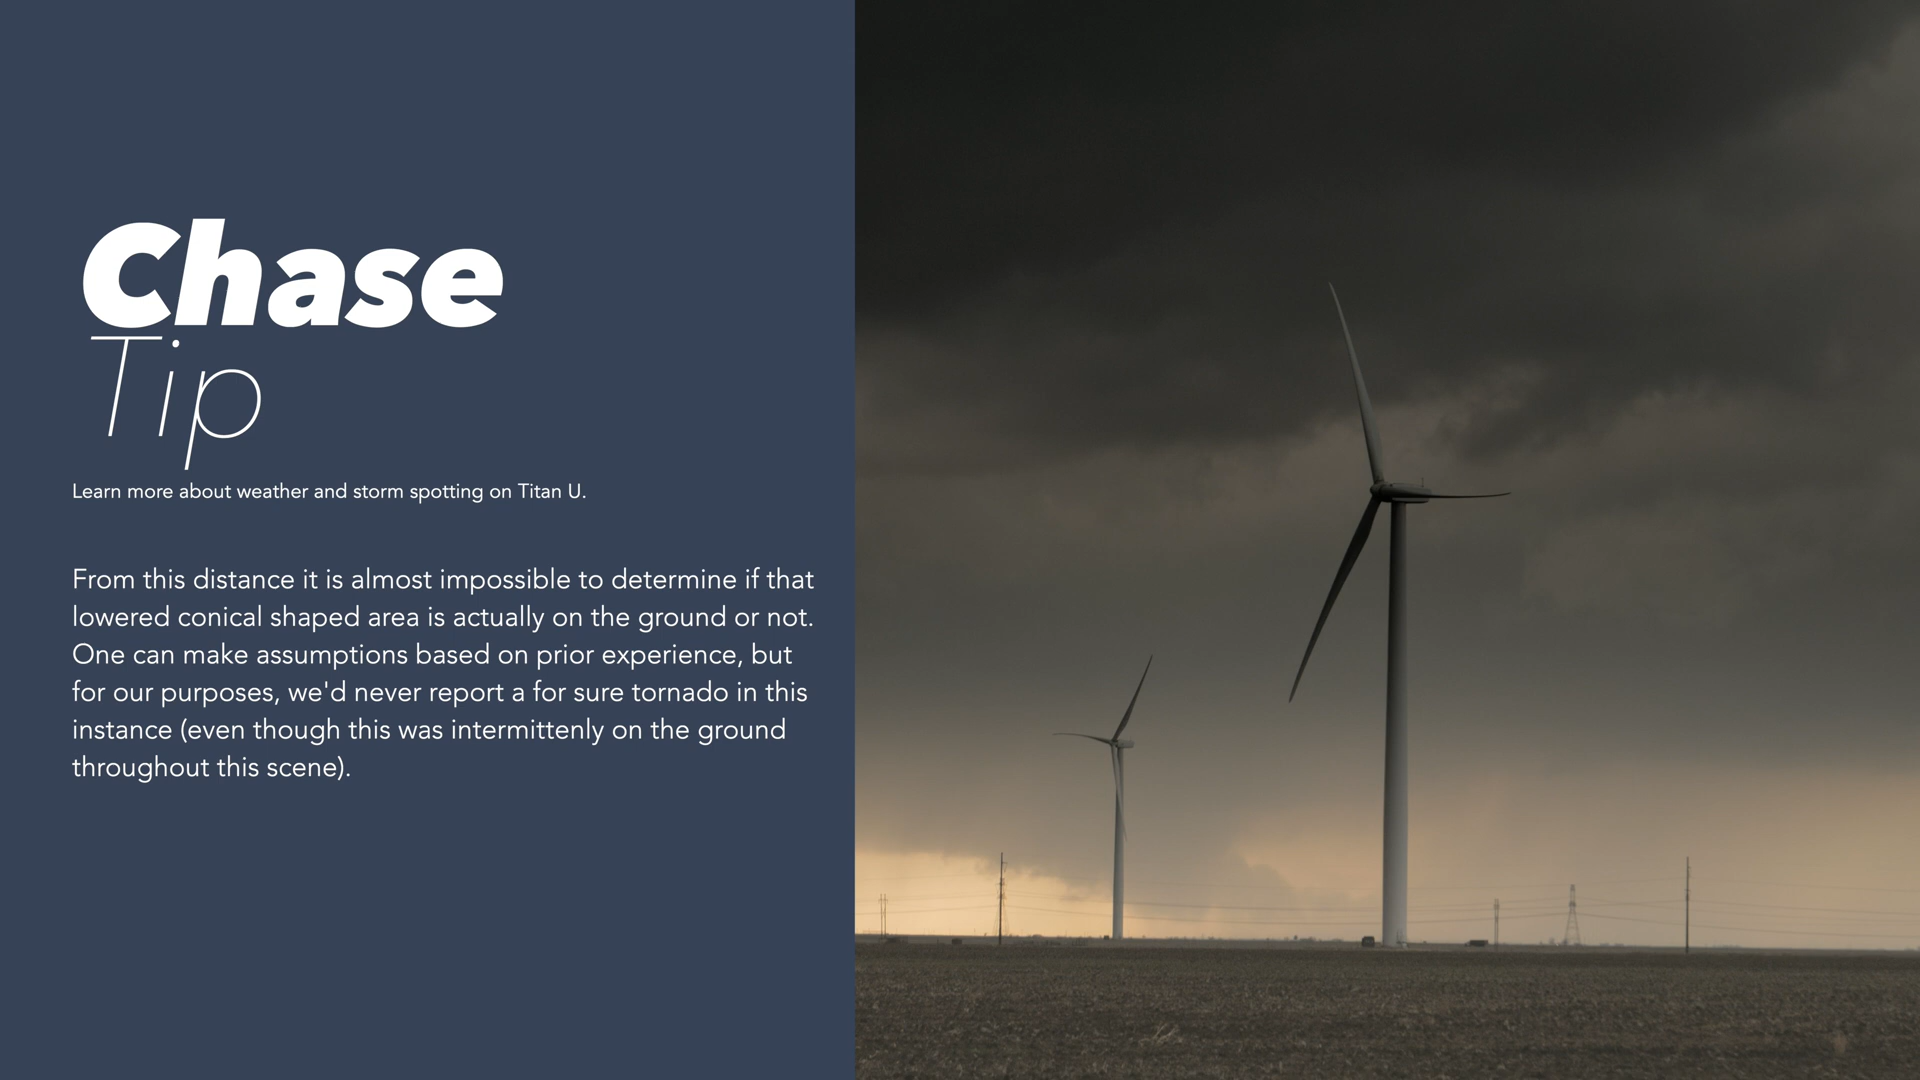 Chase
Tip
Learn more about weather and storm spotting on Titan U.
From this distance it is almost impossible to determine if that
lowered conical shaped area is actually on the ground or not.
One can make assumptions based on prior experience, but
for our purposes, we'd never report a for sure tornado in this
instance (even though this was intermittenly on the ground
throughout this scene).